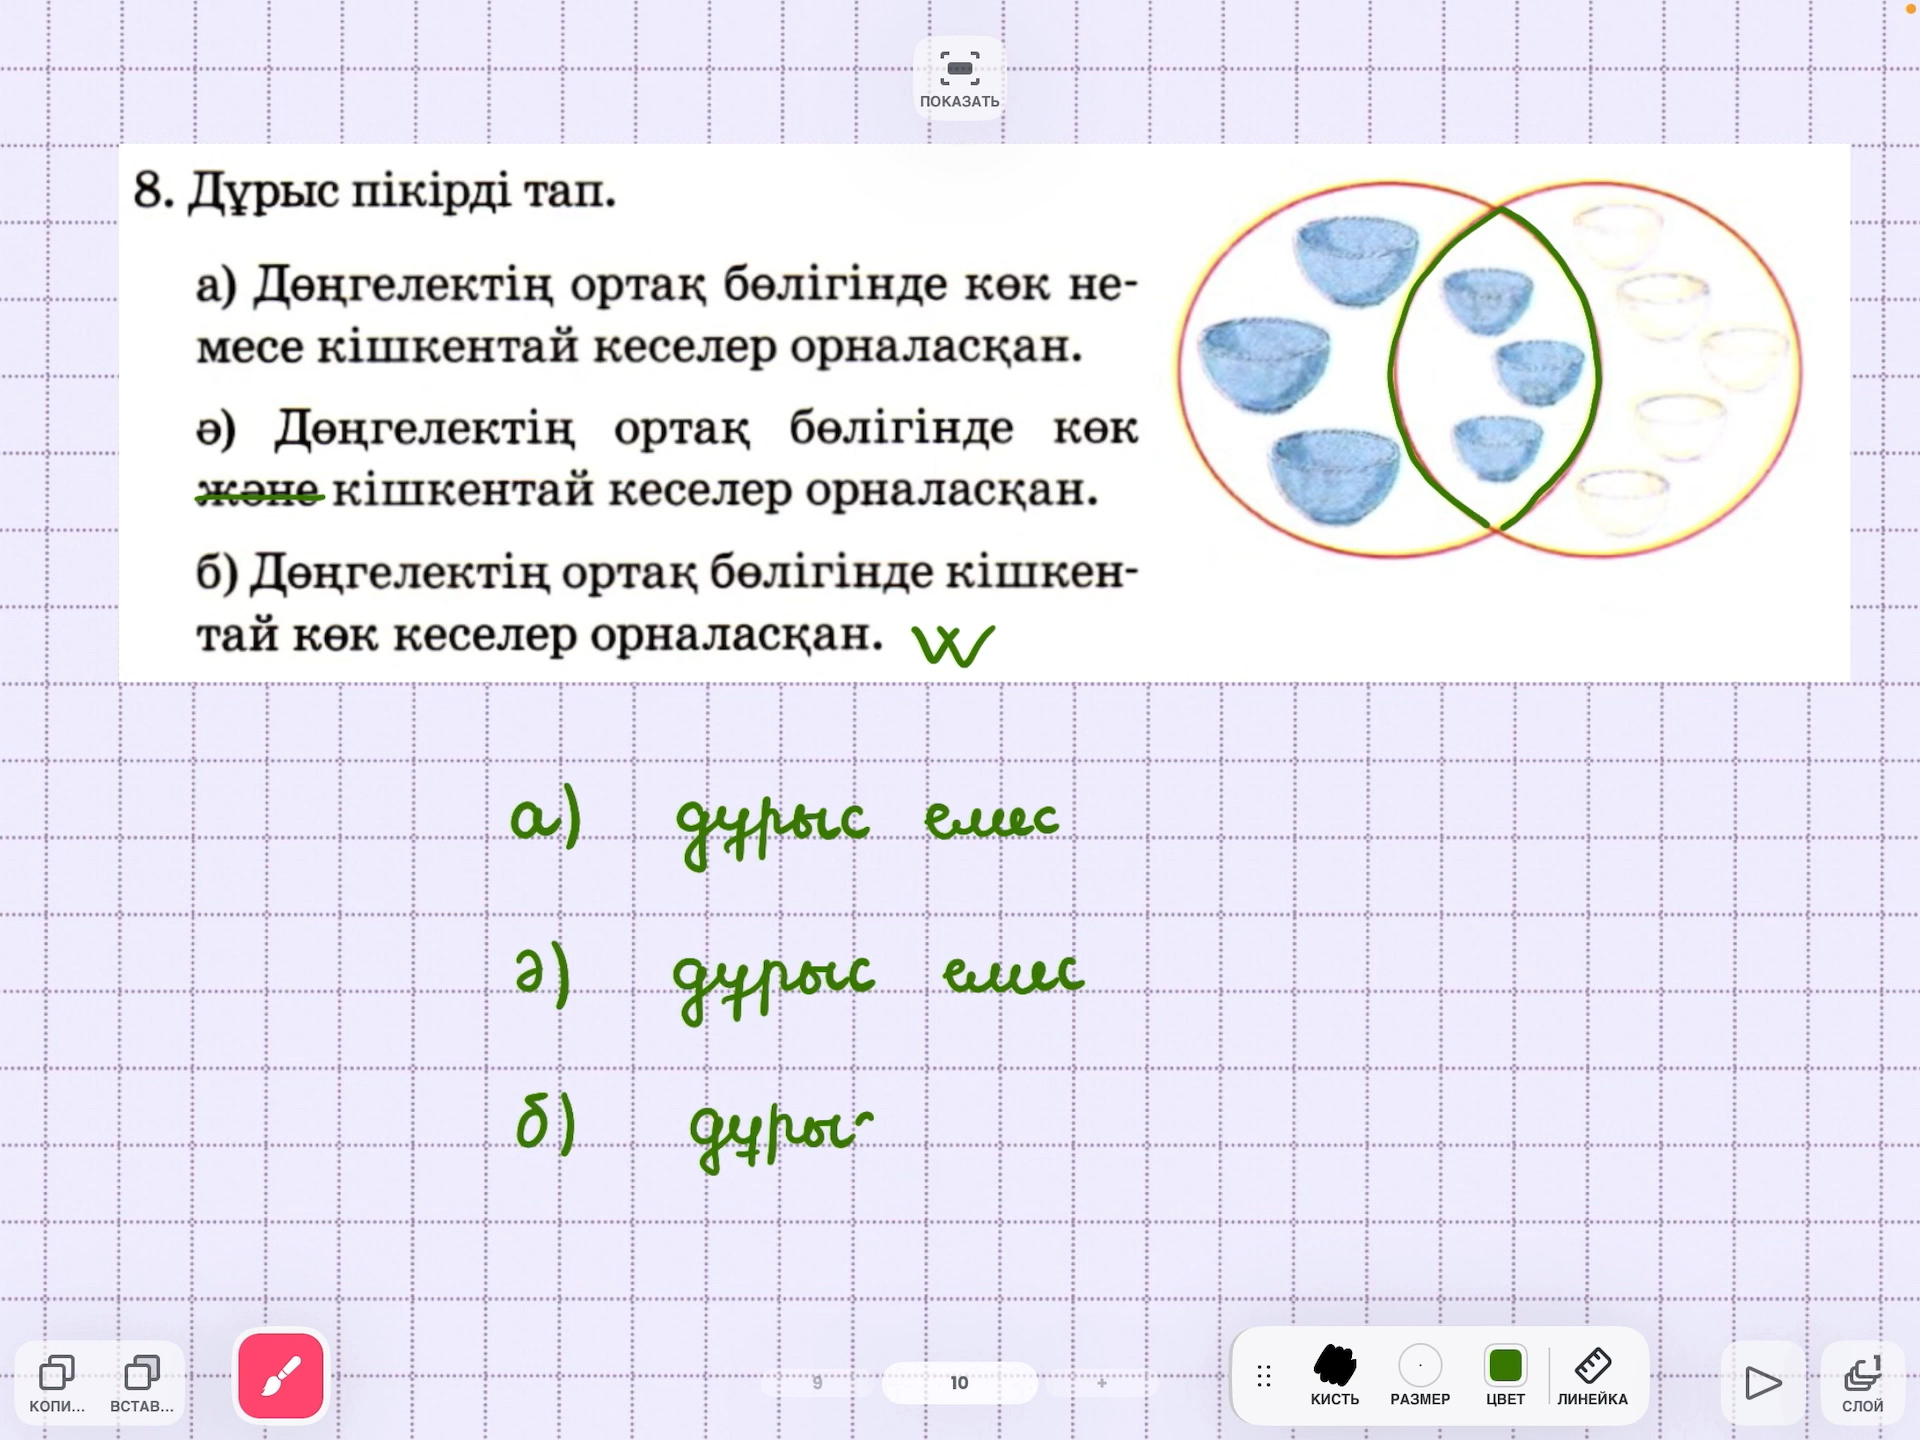 ПОКАЗАТЬ
8. Дұрыс пікірді тап.
а) Дөңгелектің ортақ бөлігінде көк не-
месе кішкентай кеселер орналасқан.
ә) Дөңгелектің ортақ бөлігінде көк
және кішкентай кеселер орналасқан.
б) Дөңгелектің ортақ бөлігінде кішкен-
тай көк кеселер орналасқан.
а) дұрыс емес
ә) дұрыс емес
б) дұрыс
КОПИ... ВСТАВ... 9 10 + КИСТЬ РАЗМЕР ЦВЕТ ЛИНЕЙКА 1 СЛОЙ